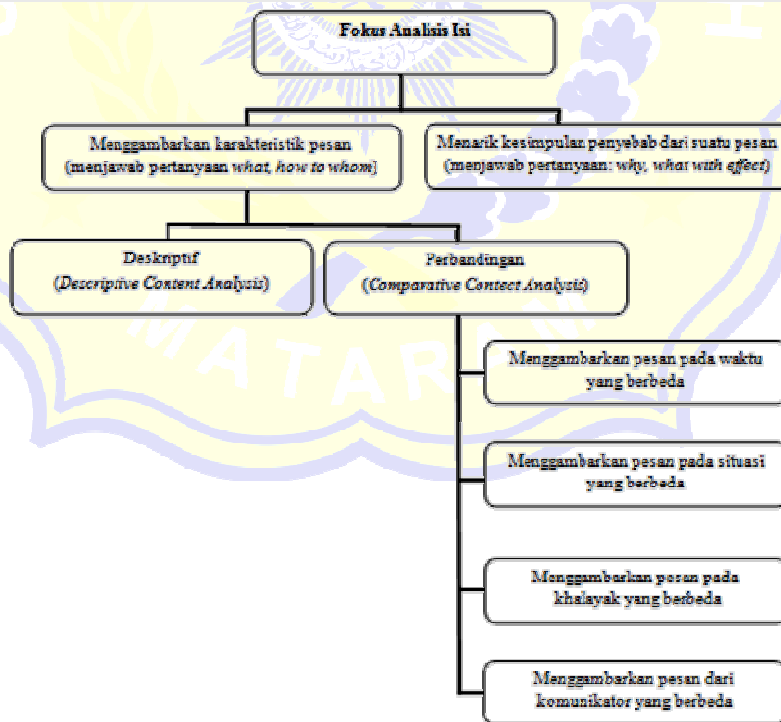 Fokus Analisis Isi
Menggambarkan karakteristik pesan
(menjawab pertanyaan what, how to whom)
Menarik kesimpulan penyebab dari suatu pesan
(menjawab pertanyaan: why, what with effect)
Deskriptif
(Descriptive Content Analysis)
Perbandingan
(Comparative Contect Analysis)
Menggambarkan pesan pada waktu
yang berbeda
Menggambarkan pesan pada situasi
yang berbeda
Menggambarkan pesan pada
khalayak yang berbeda
Menggambarkan pesan dari
komunikator yang berbeda
MATARAM